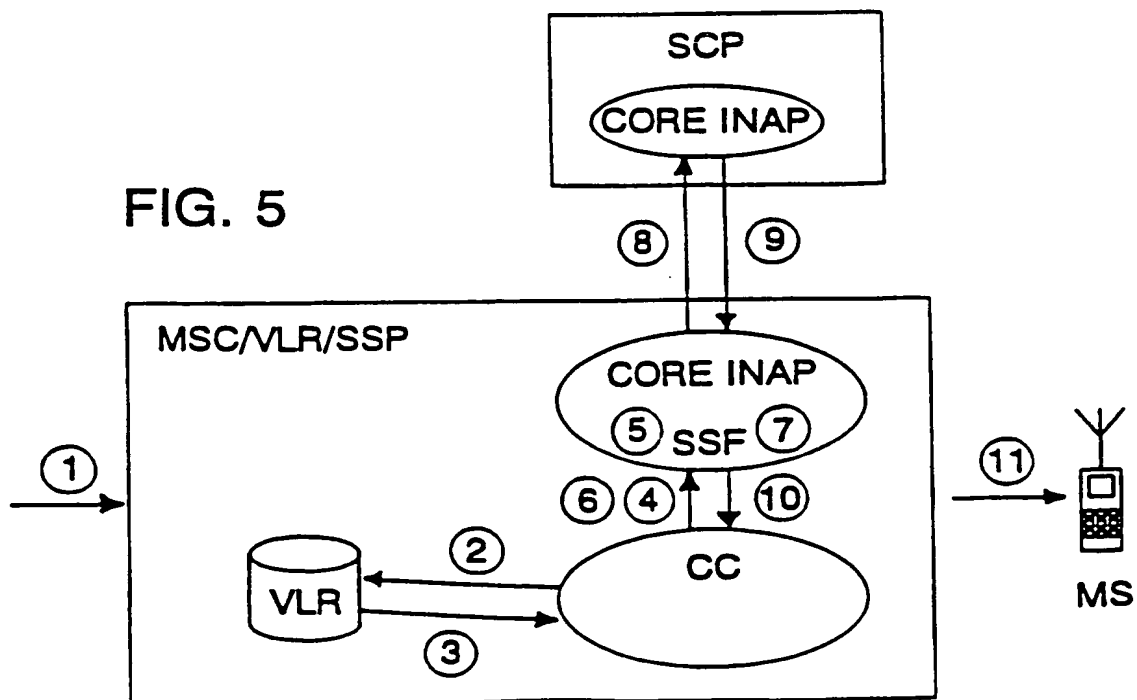 SCP
CORE INAP
FIG. 5
8 9
MSC/VLR/SSP
CORE INAP
5 SSF 7
1
11
6 4 10
2
CC
VLR
MS
3